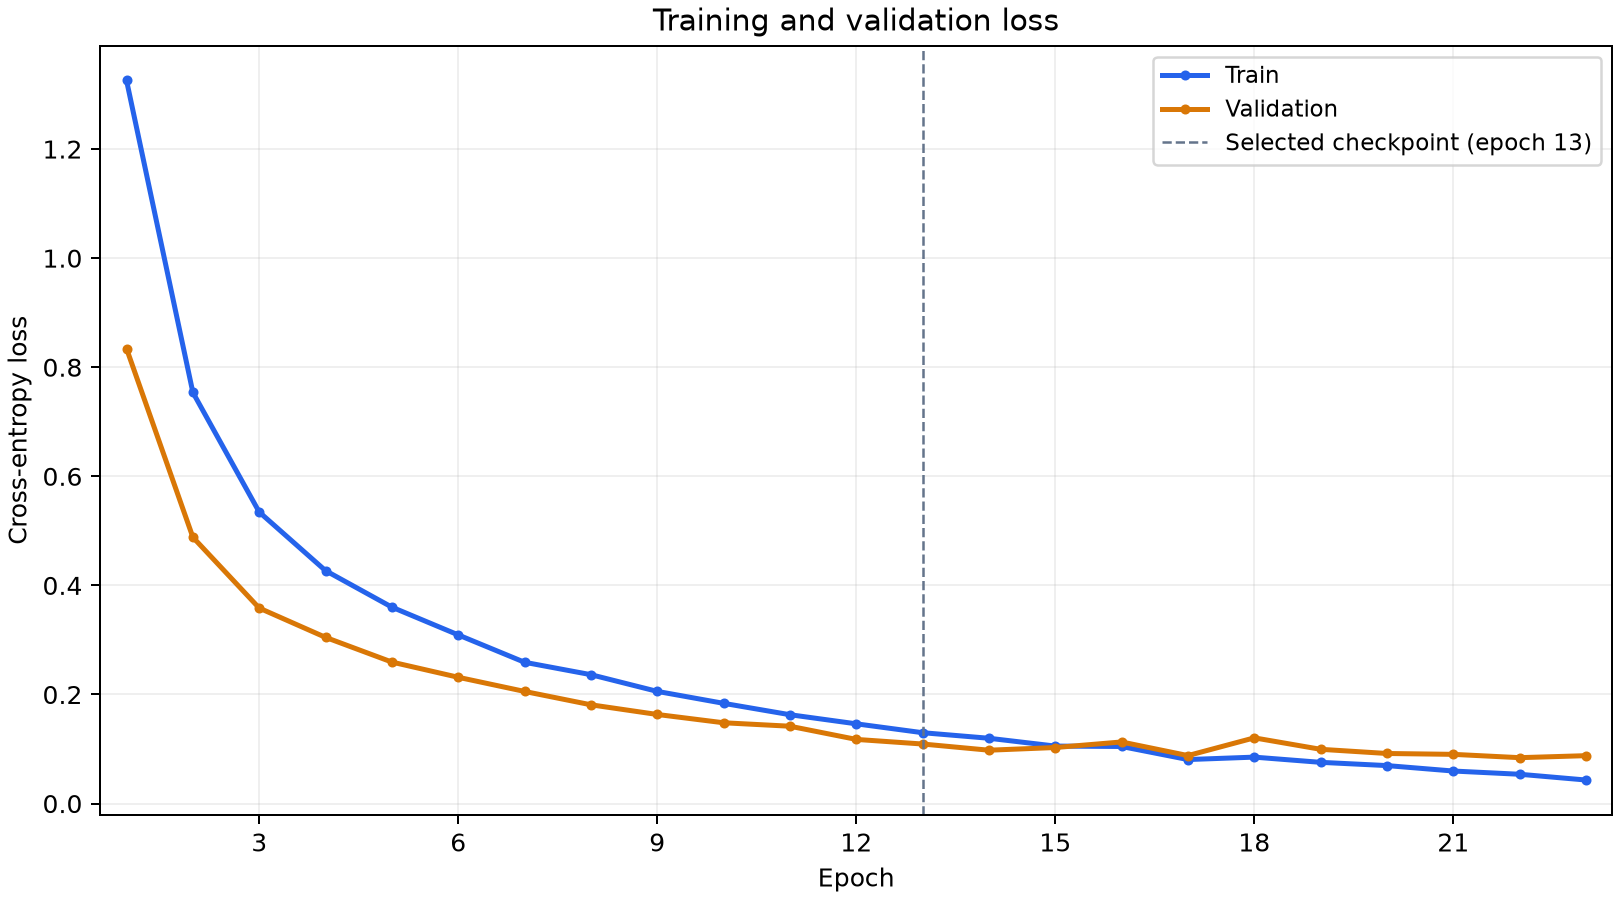 Training and validation loss
Train
Validation
Selected checkpoint (epoch 13)
Cross-entropy loss
1.2
1.0
0.8
0.6
0.4
0.2
0.0
3 6 9 12 15 18 21
Epoch